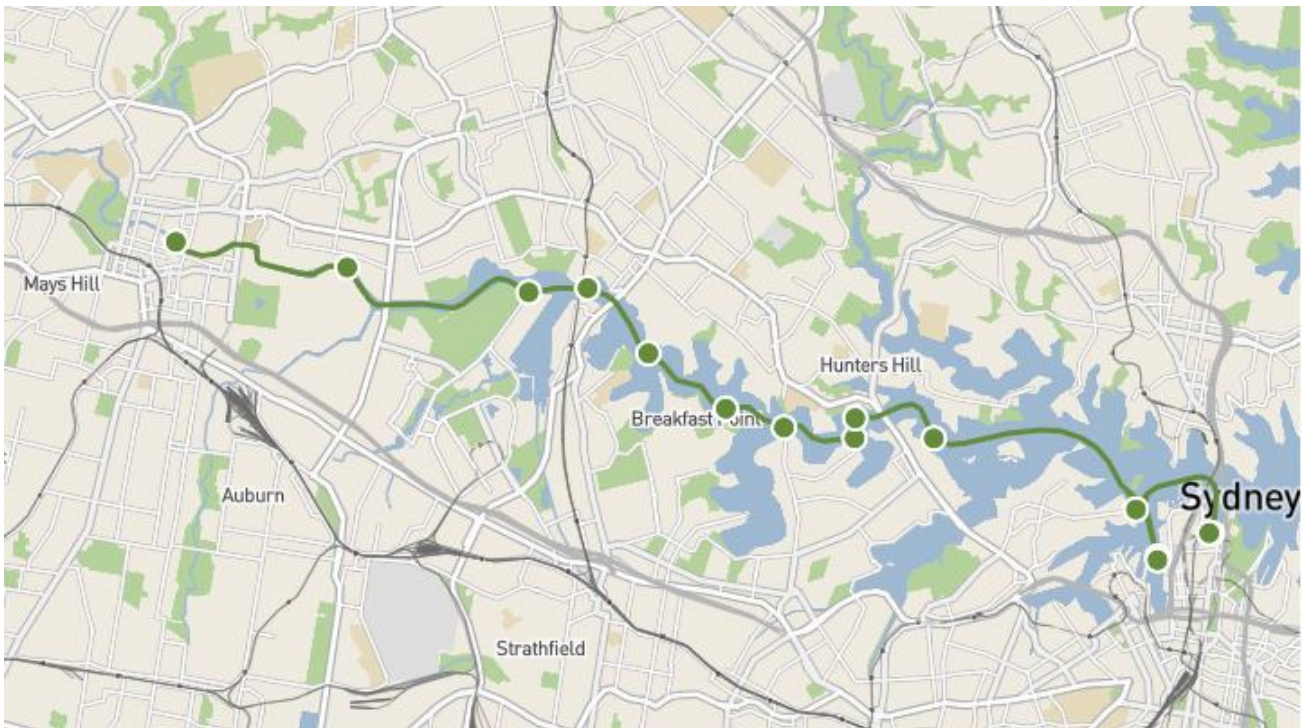 Mays Hill
Hunters Hill
Breakfast Point
Sydney
Auburn
Strathfield